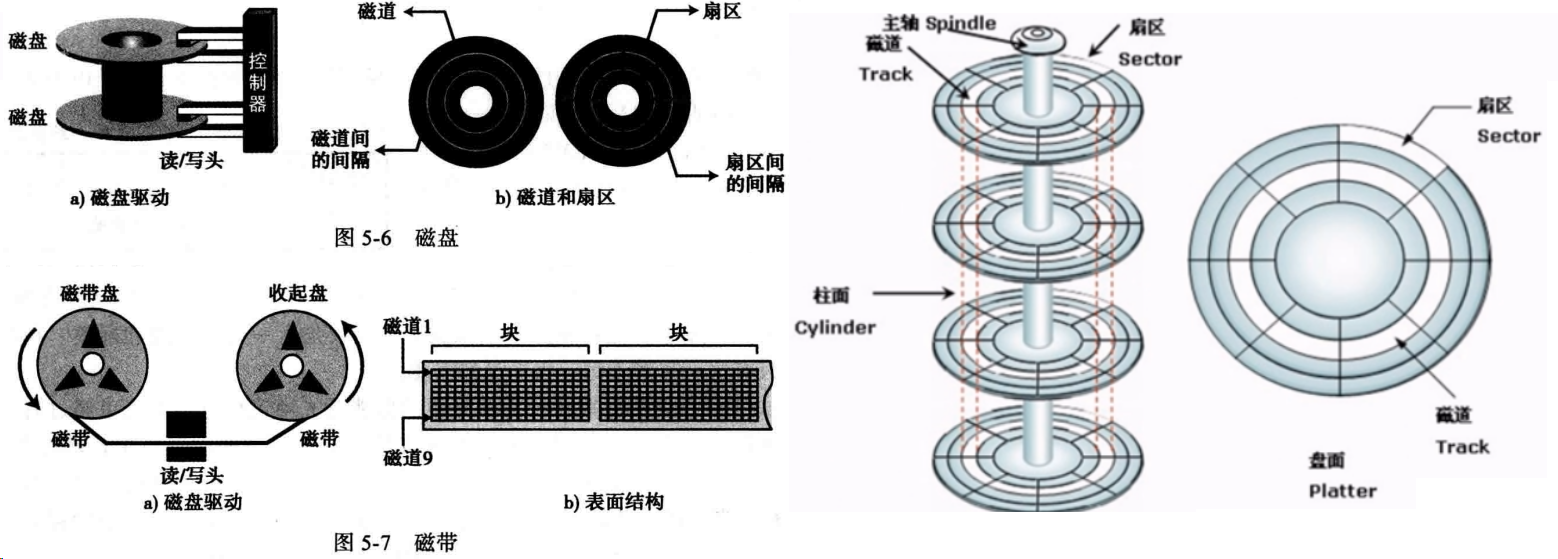 磁盘
磁盘
控制器
读/写头
a) 磁盘驱动
磁道
扇区
磁道间
的间隔
扇区间
的间隔
b) 磁道和扇区
图 5-6 磁盘
磁带盘
收起盘
磁带
磁带
读/写头
a) 磁盘驱动
磁道1
块
块
磁道9
b) 表面结构
图 5-7 磁带
主轴 Spindle
磁道
Track
扇区
Sector
柱面
Cylinder
扇区
Sector
磁道
Track
盘面
Platter